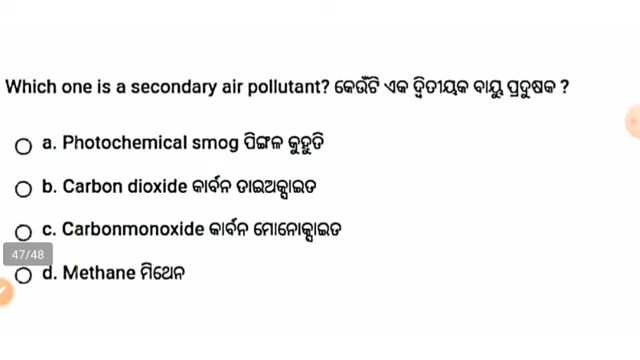 Which one is a secondary air pollutant? କେଉଁଟି ଏକ ଦ୍ୱିତୀୟକ ବାୟୁ ପ୍ରଦୁଷକ ?
a. Photochemical smog ପିଙ୍ଗଳ କୁହୁଡି
b. Carbon dioxide କାର୍ବନ ଡାଇଅକ୍ସାଇଡ
c. Carbonmonoxide କାର୍ବନ ମୋନୋକ୍ସାଇଡ
47/48
d. Methane ମିଥେନ